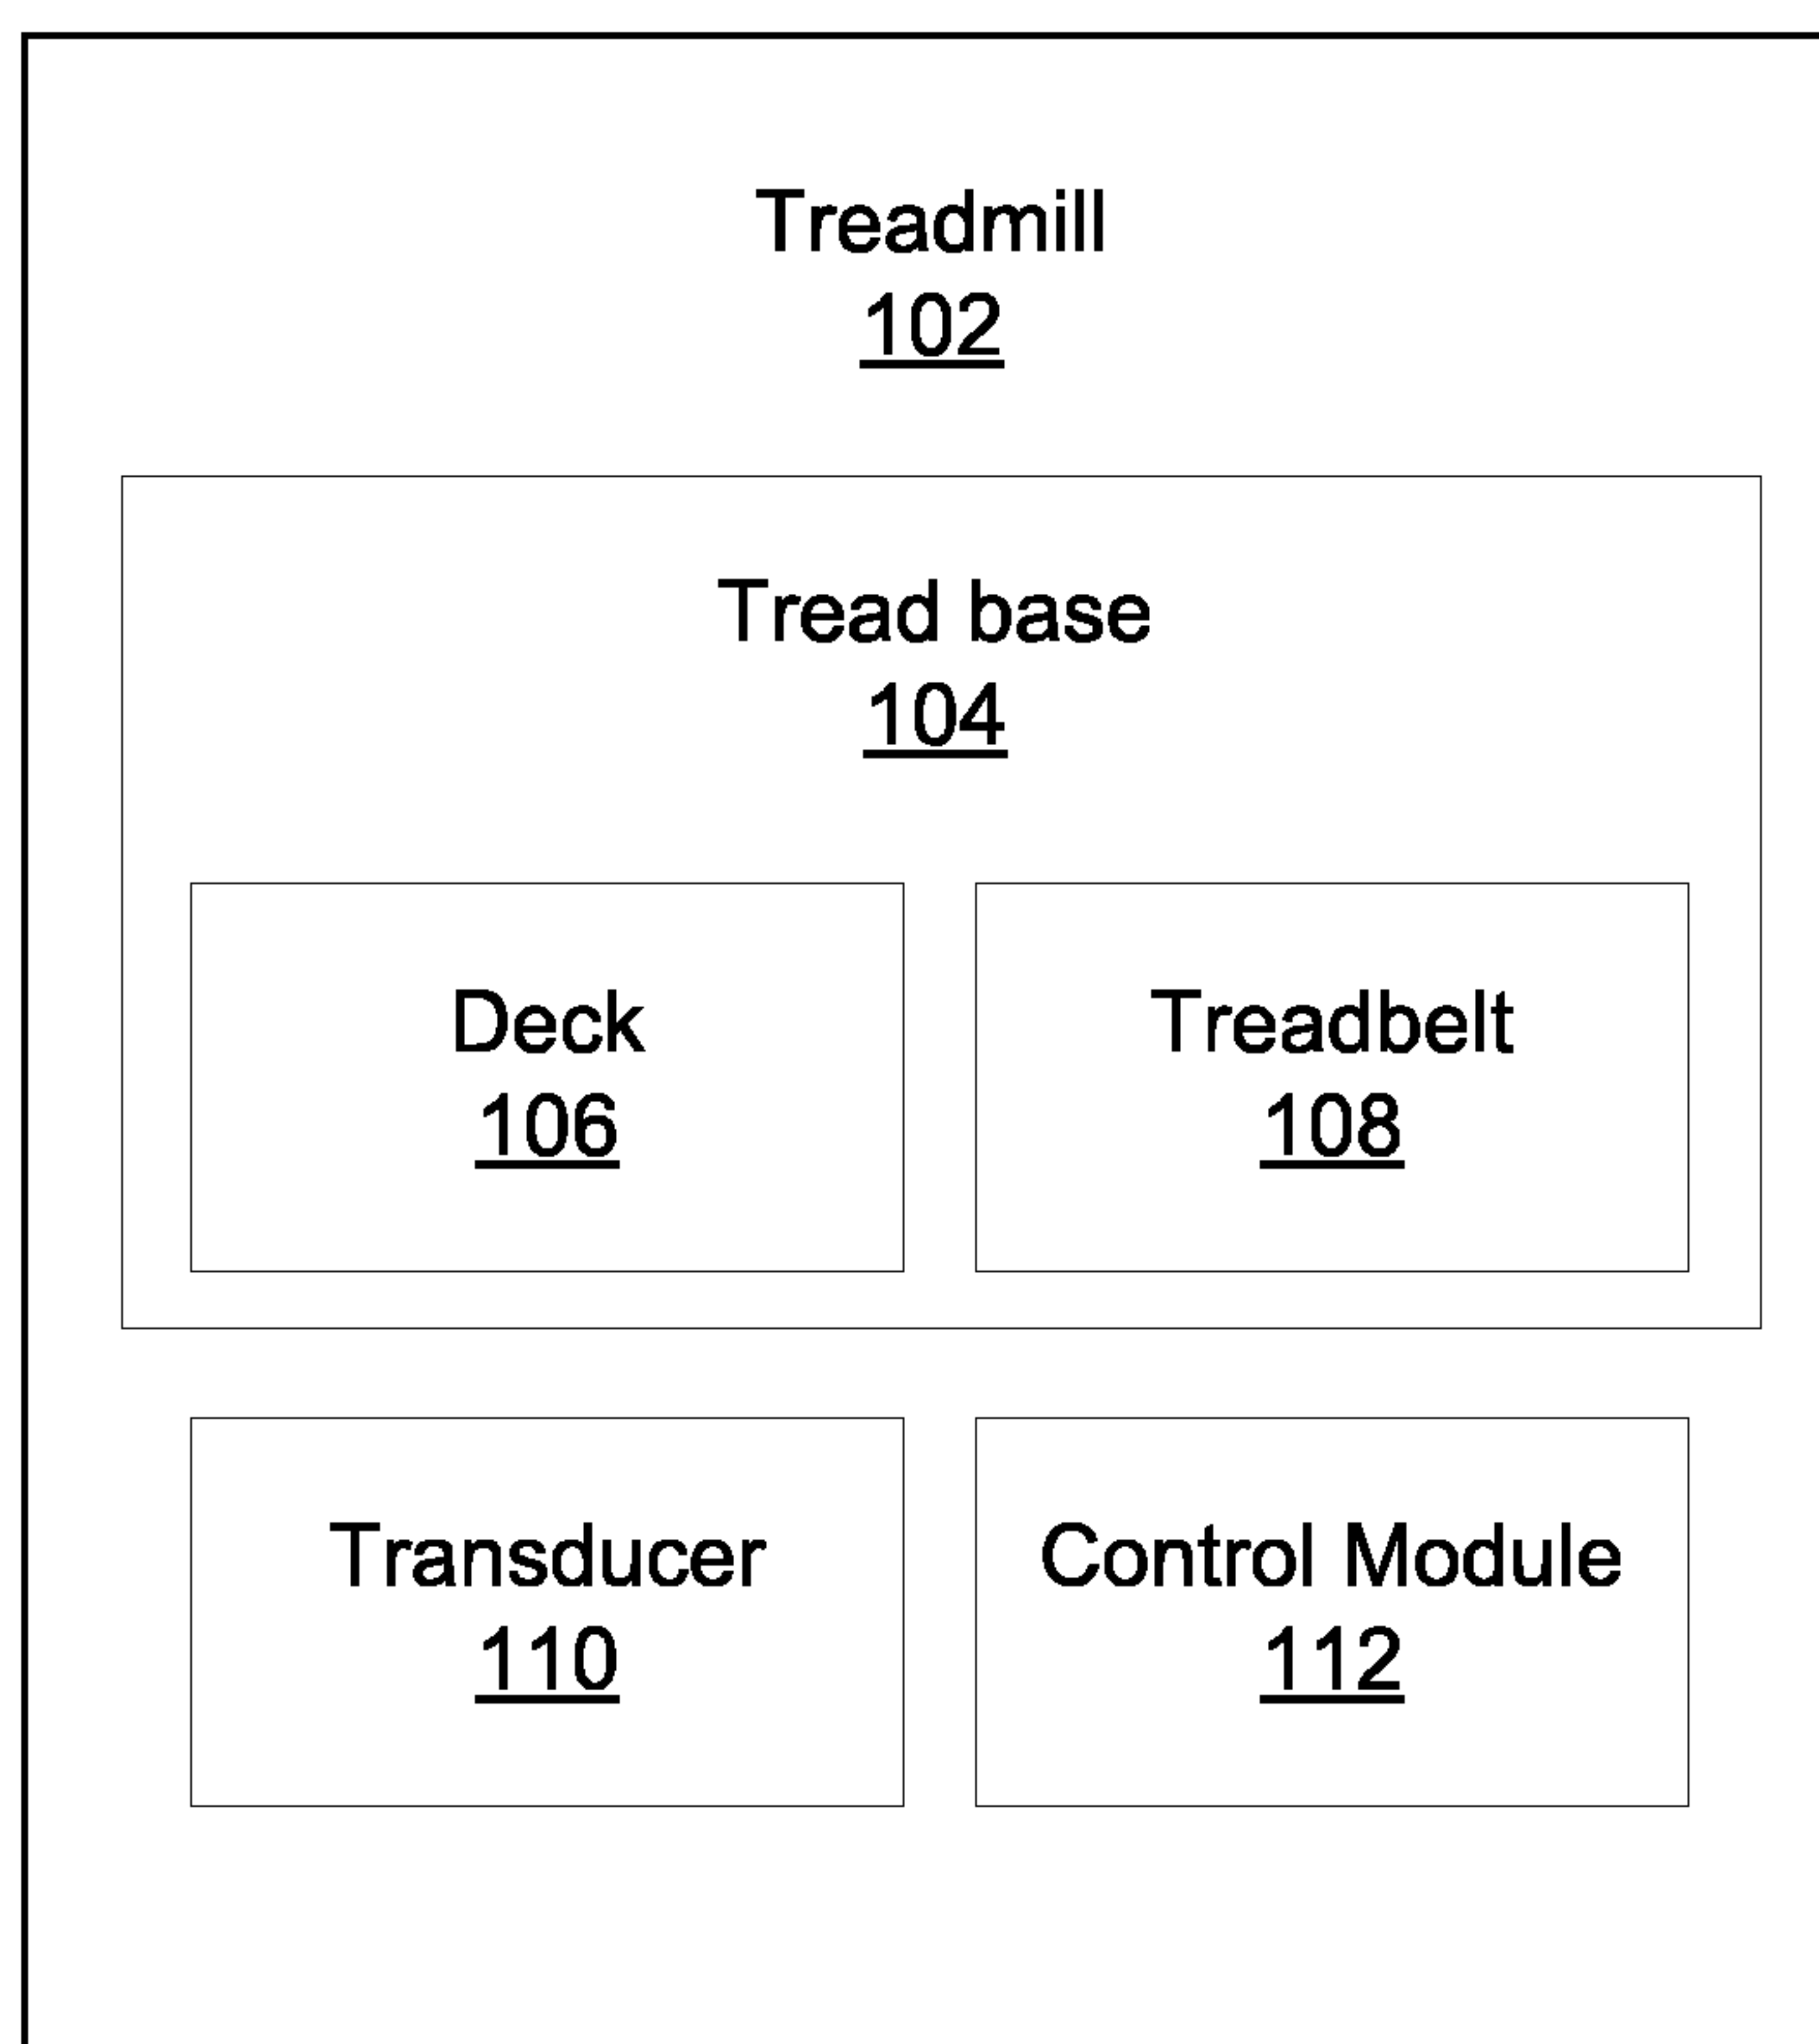 Treadmill
102
Tread base
104
Deck
106
Treadbelt
108
Transducer
110
Control Module
112